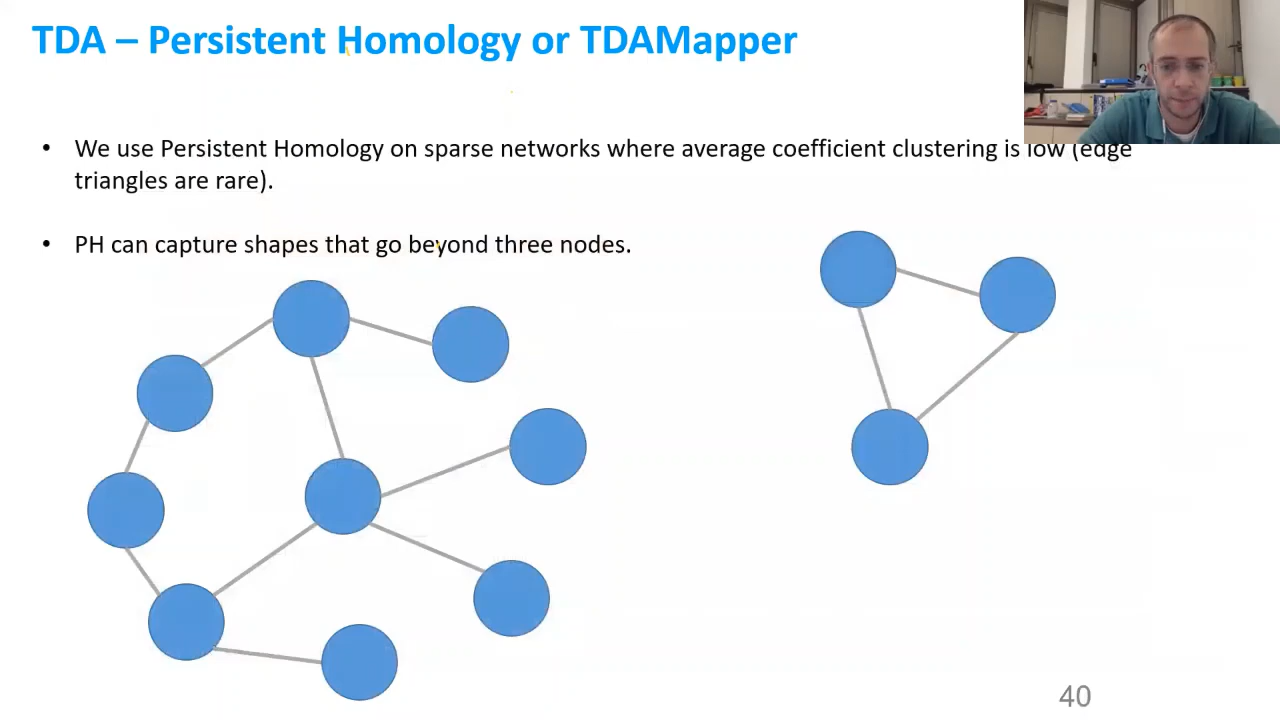 TDA – Persistent Homology or TDAMapper
• We use Persistent Homology on sparse networks where average coefficient clustering is low (edge
triangles are rare).
• PH can capture shapes that go beyond three nodes.
40